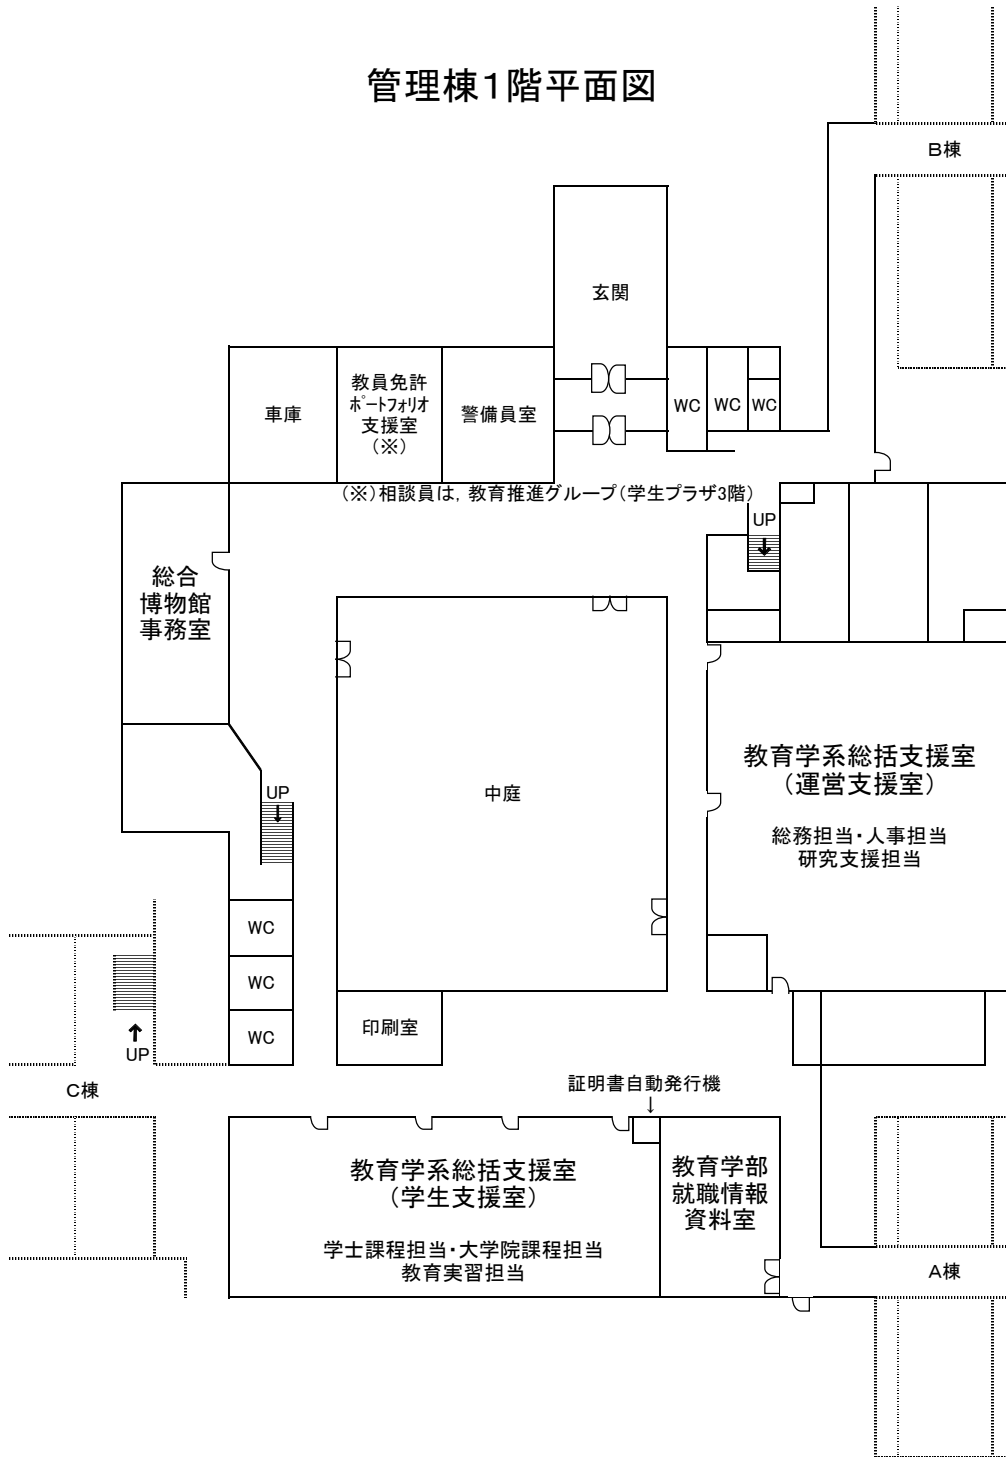 管理棟1階平面図
B棟
玄関
車庫
教員免許
ポートフォリオ
支援室
(※)
警備員室
WC
WC
WC
(※)相談員は, 教育推進グループ(学生プラザ3階)
UP
↓
総合
博物館
事務室
教育学系総括支援室
(運営支援室)
総務担当・人事担当
研究支援担当
中庭
UP
↓
WC
WC
WC
↑
UP
C棟
印刷室
証明書自動発行機
↓
教育学系総括支援室
(学生支援室)
学士課程担当・大学院課程担当
教育実習担当
教育学部
就職情報
資料室
A棟